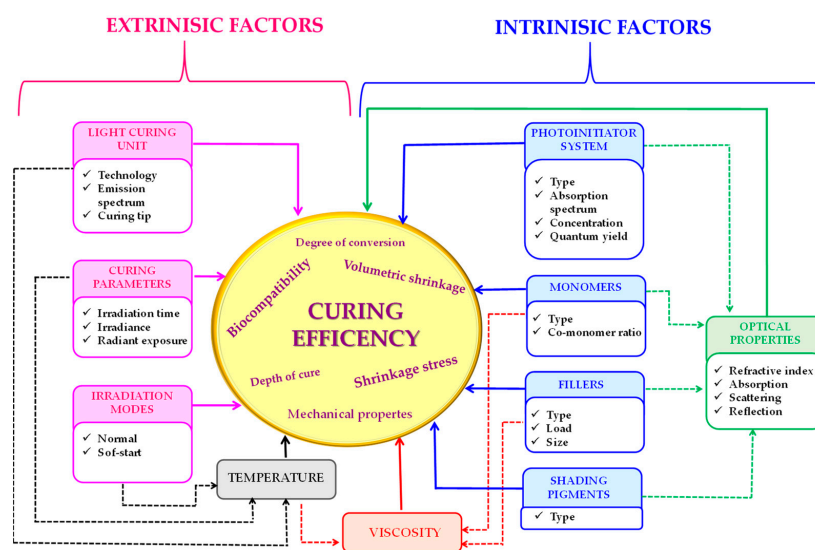 EXTRINISIC FACTORS
INTRINISIC FACTORS
LIGHT CURING
UNIT
✓ Technology
✓ Emission
spectrum
✓ Curing tip
CURING
PARAMETERS
✓ Irradiation time
✓ Irradiance
✓ Radiant exposure
IRRADIATION
MODES
✓ Normal
✓ Sof-start
Degree of conversion
Volumetric shrinkage
Biocompatibility
CURING
EFFICENCY
Depth of cure
Shrinkage stress
Mechanical propertes
TEMPERATURE
VISCOSITY
PHOTOINITIATOR
SYSTEM
✓ Type
✓ Absorption
spectrum
✓ Concentration
✓ Quantum yield
MONOMERS
✓ Type
✓ Co-monomer ratio
FILLERS
✓ Type
✓ Load
✓ Size
SHADING
PIGMENTS
✓ Type
OPTICAL
PROPERTIES
✓ Refractive index
✓ Absorption
✓ Scattering
✓ Reflection